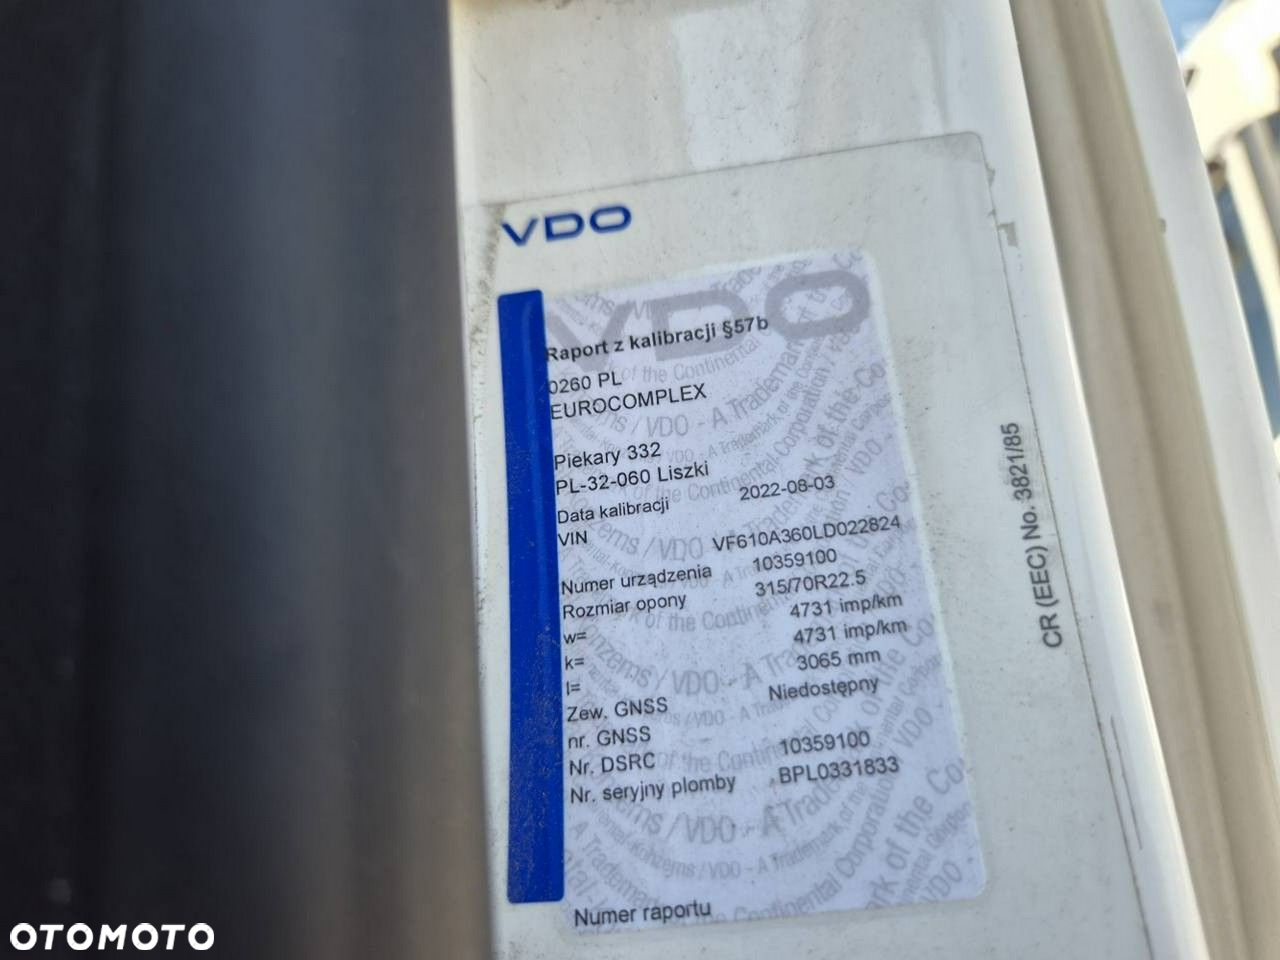 VDO
VDO
Raport z kalibracji §57b
0260 PL
EUROCOMPLEX
Piekary 332
PL-32-060 Liszki
Data kalibracji 2022-08-03
VIN VF610A360LD022824
Numer urządzenia 10359100
Rozmiar opony 315/70R22.5
w= 4731 imp/km
k= 4731 imp/km
l= 3065 mm
Zew. GNSS Niedostępny
nr. GNSS
Nr. DSRC 10359100
Nr. seryjny plomby BPL0331833
Numer raportu
CR (EEC) No. 3821/85
OTOMOTO